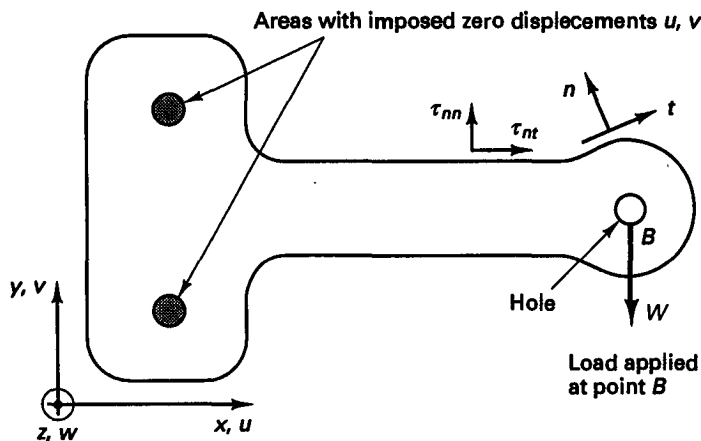 Areas with imposed zero displecements u, v
n
t
τnn
τnt
B
y, v
Hole
W
Load applied
at point B
x, u
z, w